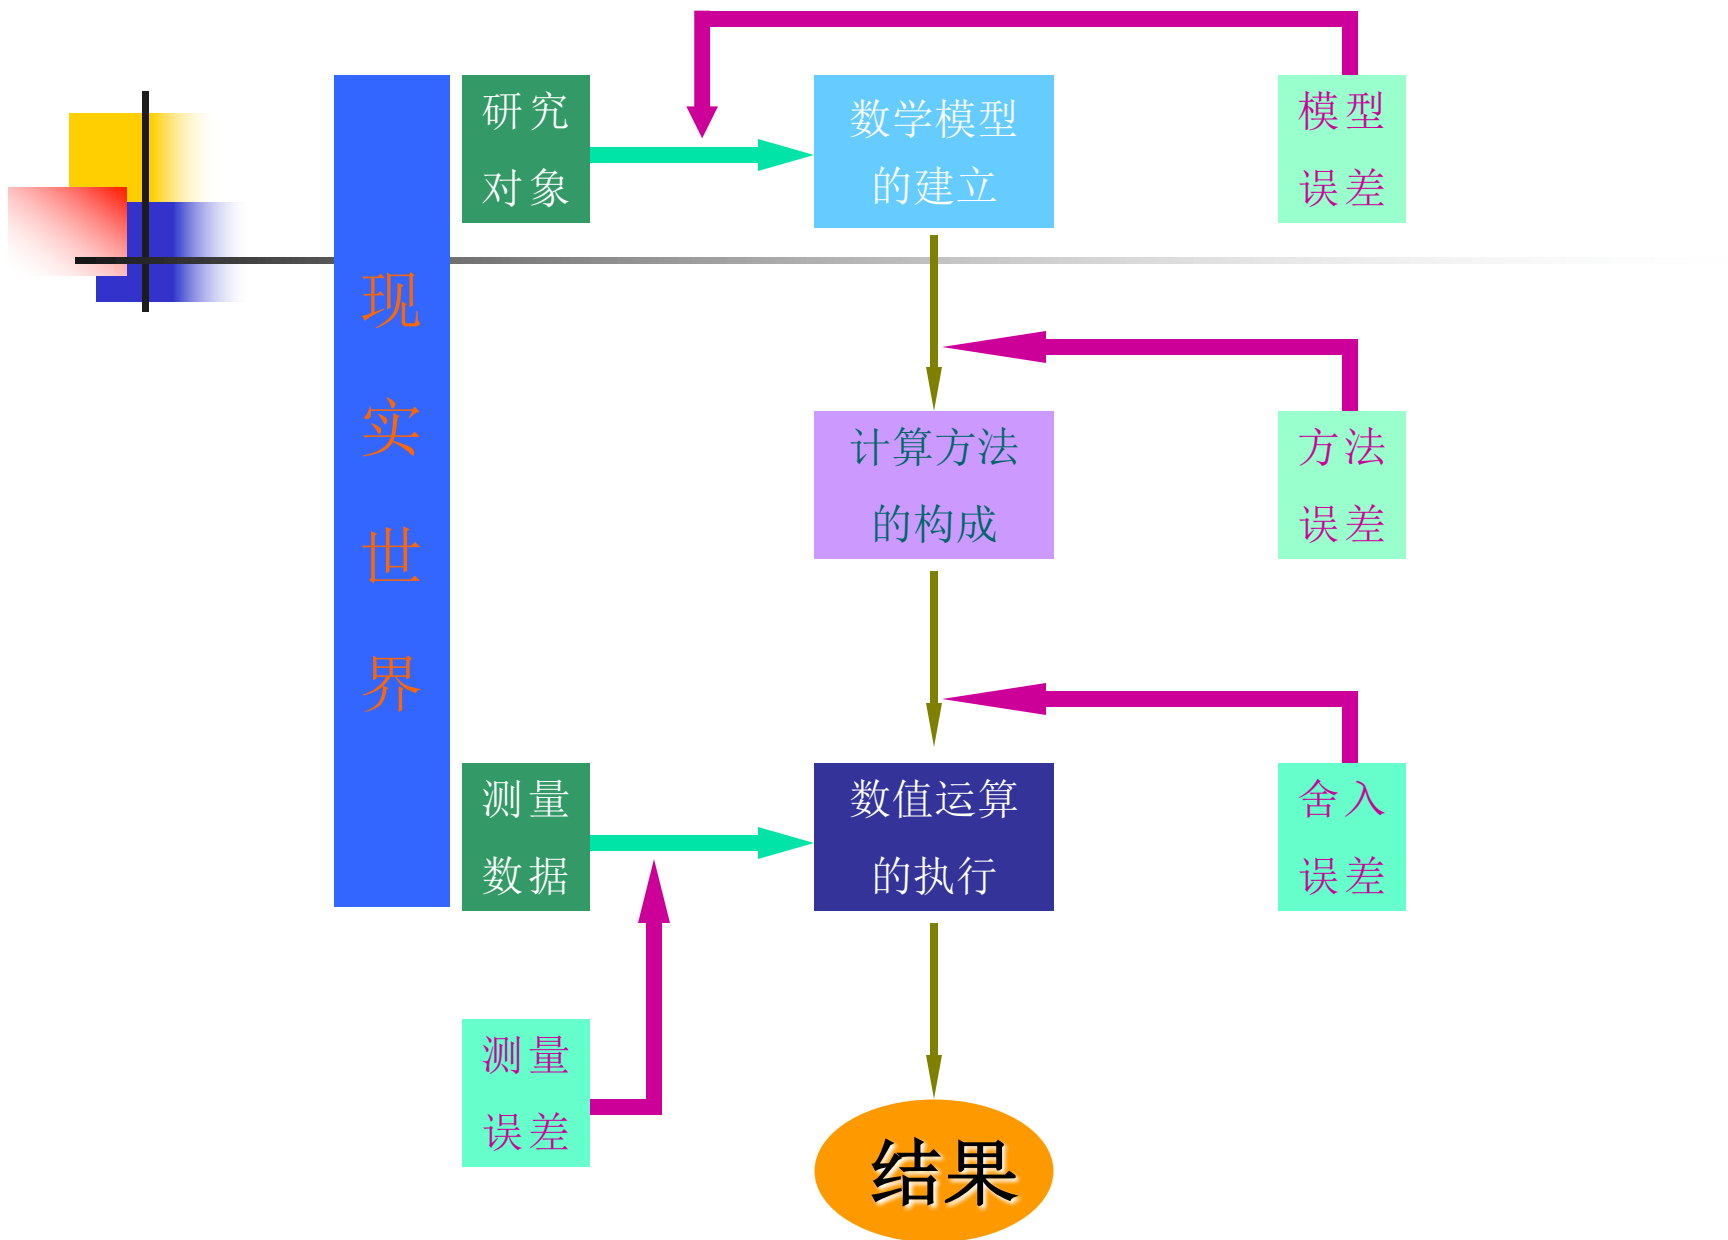 现
实
世
界
研究
对象
数学模型
的建立
模型
误差
计算方法
的构成
方法
误差
测量
数据
数值运算
的执行
舍入
误差
测量
误差
结果